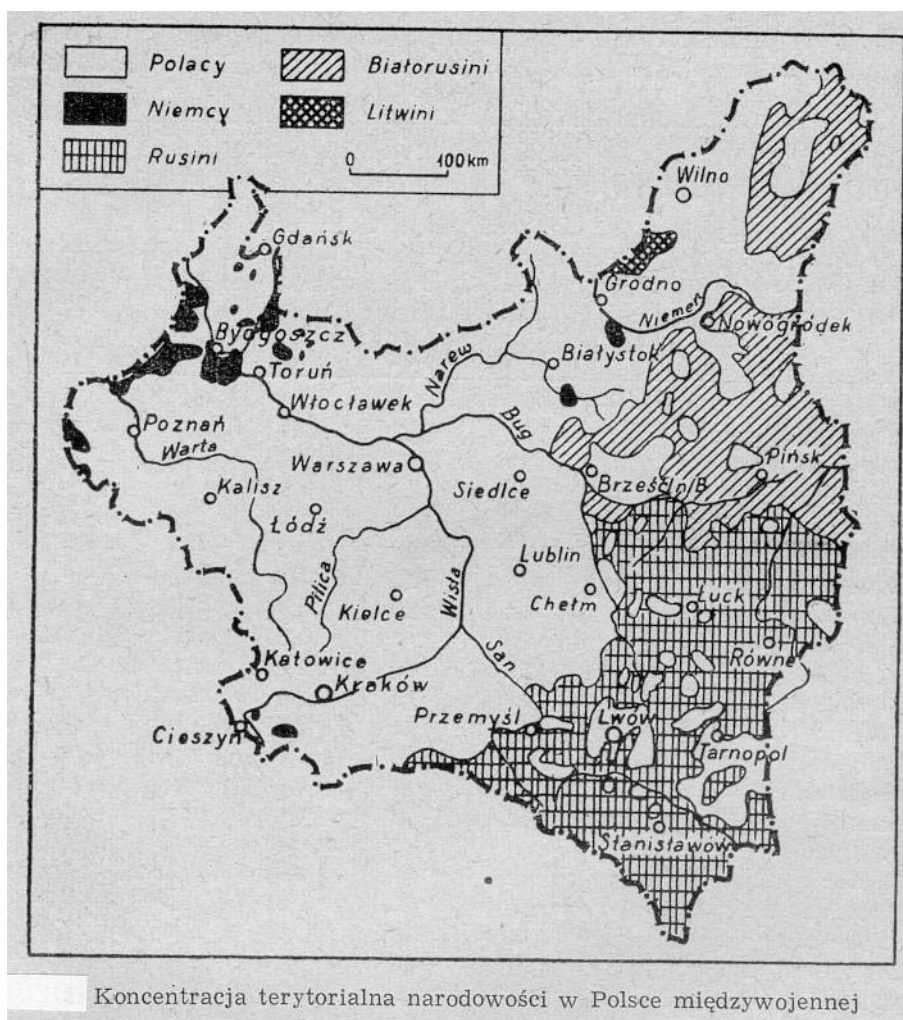 Polacy
Niemcy
Rusini
Białorusini
Litwini
0 100 km
Wilno
Gdańsk
Grodno
Niemen
Nowogródek
Bydgoszcz
Białystok
Toruń
Narew
Włocławek
Poznań
Bug
Warta
Pińsk
Warszawa
Siedlce
Brześć n/B
Kalisz
Łódź
Lublin
Pilica
Wisła
Chełm
Łuck
Kielce
San
Równe
Katowice
Kraków
Przemyśl
Lwów
Cieszyn
Tarnopol
Stanisławów
Koncentracja terytorialna narodowości w Polsce międzywojennej